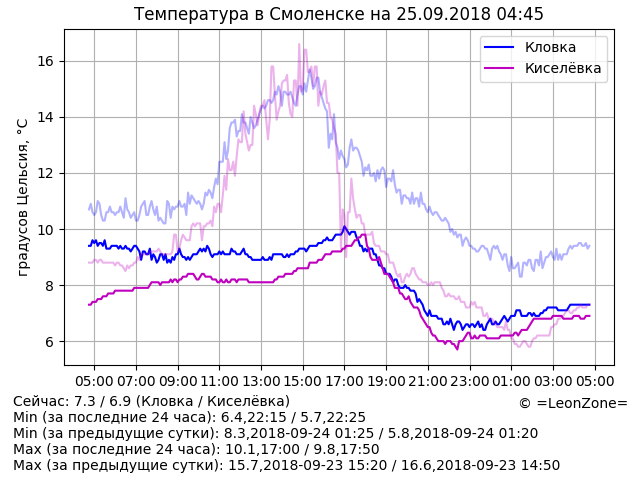 Температура в Смоленске на 25.09.2018 04:45
Кловка
Киселёвка
градусов Цельсия, °C
16
14
12
10
8
6
05:00 07:00 09:00 11:00 13:00 15:00 17:00 19:00 21:00 23:00 01:00 03:00 05:00
Сейчас: 7.3 / 6.9 (Кловка / Киселёвка)
© =LeonZone=
Min (за последние 24 часа): 6.4,22:15 / 5.7,22:25
Min (за предыдущие сутки): 8.3,2018-09-24 01:25 / 5.8,2018-09-24 01:20
Max (за последние 24 часа): 10.1,17:00 / 9.8,17:50
Max (за предыдущие сутки): 15.7,2018-09-23 15:20 / 16.6,2018-09-23 14:50